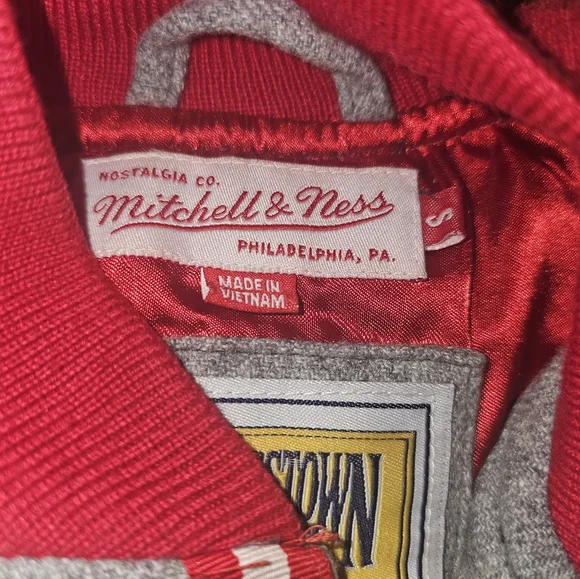 NOSTALGIA CO.
Mitchell & Ness
PHILADELPHIA, PA.
S
MADE IN
VIETNAM